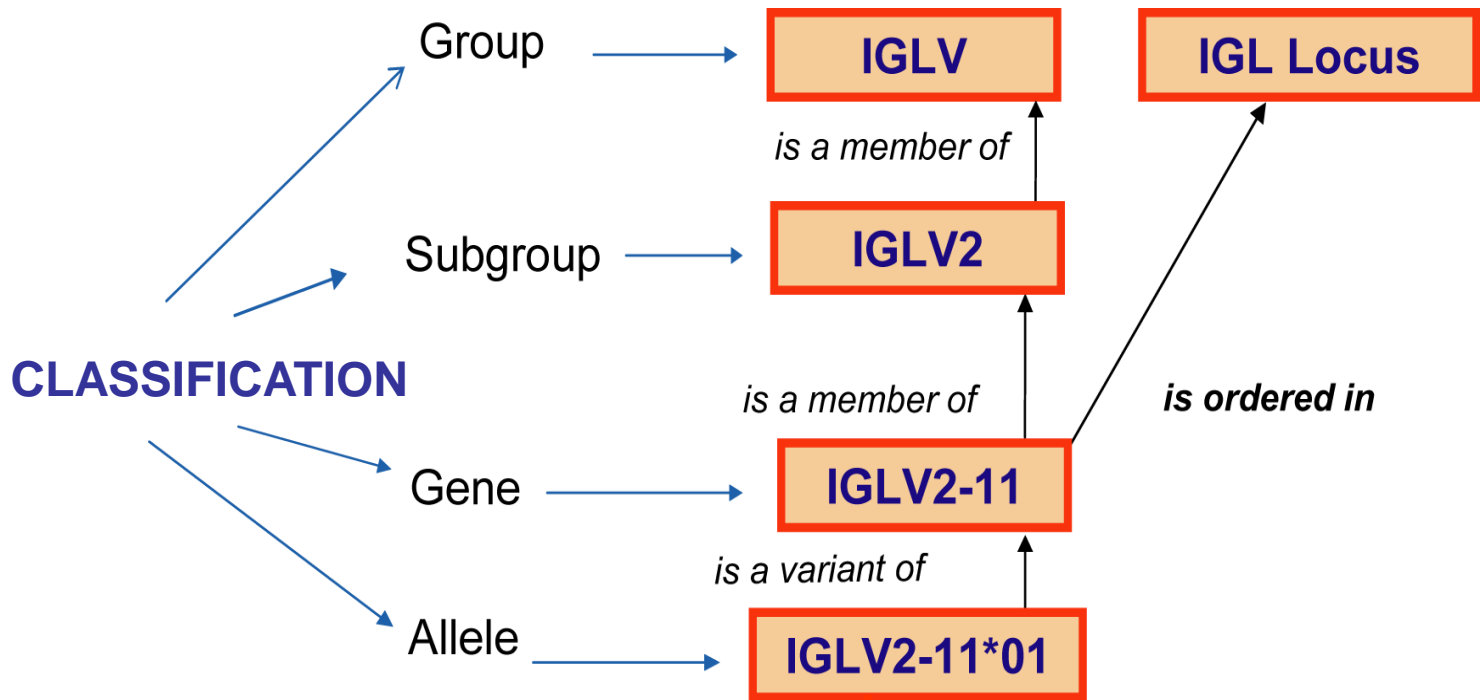 Group
IGLV
IGL Locus
is a member of
Subgroup
IGLV2
CLASSIFICATION
is a member of
is ordered in
Gene
IGLV2-11
is a variant of
Allele
IGLV2-11*01